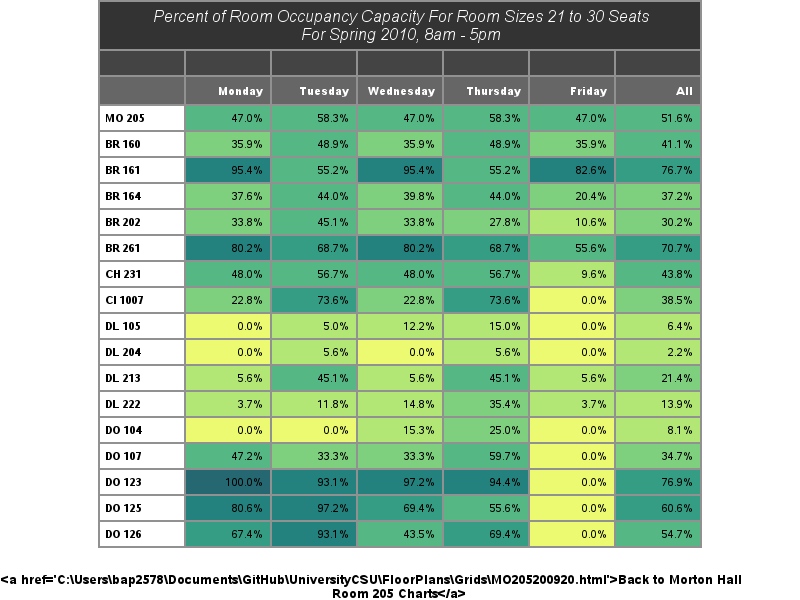 Percent of Room Occupancy Capacity For Room Sizes 21 to 30 Seats
For Spring 2010, 8am - 5pm
Monday Tuesday Wednesday Thursday Friday All
MO 205 47.0% 58.3% 47.0% 58.3% 47.0% 51.6%
BR 160 35.9% 48.9% 35.9% 48.9% 35.9% 41.1%
BR 161 95.4% 55.2% 95.4% 55.2% 82.6% 76.7%
BR 164 37.6% 44.0% 39.8% 44.0% 20.4% 37.2%
BR 202 33.8% 45.1% 33.8% 27.8% 10.6% 30.2%
BR 261 80.2% 68.7% 80.2% 68.7% 55.6% 70.7%
CH 231 48.0% 56.7% 48.0% 56.7% 9.6% 43.8%
CI 1007 22.8% 73.6% 22.8% 73.6% 0.0% 38.5%
DL 105 0.0% 5.0% 12.2% 15.0% 0.0% 6.4%
DL 204 0.0% 5.6% 0.0% 5.6% 0.0% 2.2%
DL 213 5.6% 45.1% 5.6% 45.1% 5.6% 21.4%
DL 222 3.7% 11.8% 14.8% 35.4% 3.7% 13.9%
DO 104 0.0% 0.0% 15.3% 25.0% 0.0% 8.1%
DO 107 47.2% 33.3% 33.3% 59.7% 0.0% 34.7%
DO 123 100.0% 93.1% 97.2% 94.4% 0.0% 76.9%
DO 125 80.6% 97.2% 69.4% 55.6% 0.0% 60.6%
DO 126 67.4% 93.1% 43.5% 69.4% 0.0% 54.7%
<a href='C:\Users\bap2578\Documents\GitHub\UniversityCSU\FloorPlans\Grids\MO205200920.html'>Back to Morton Hall
Room 205 Charts</a>